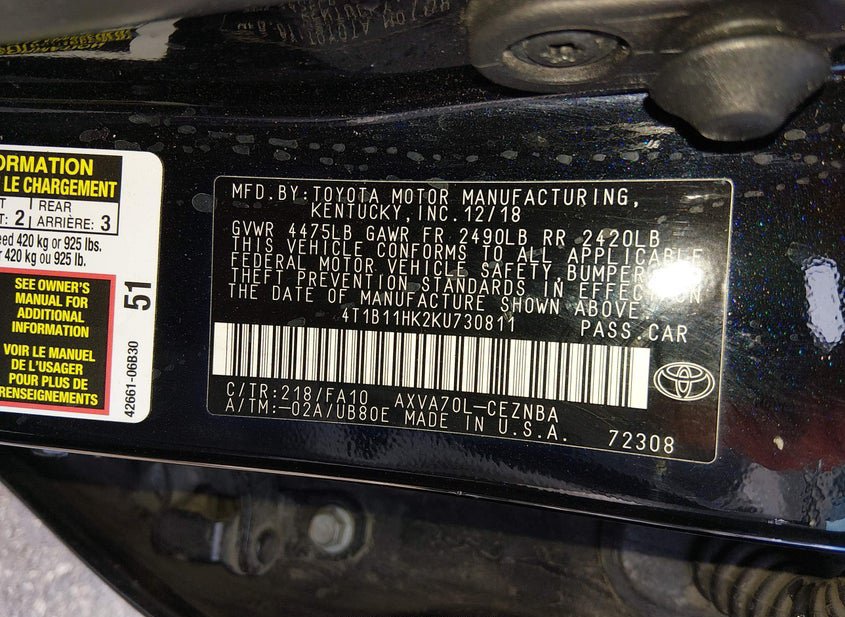 ORMATION
LE CHARGEMENT
2 REAR
ARRIÈRE: 3
420 kg or 925 lbs.
420 kg ou 925 lb.
SEE OWNER'S
MANUAL FOR
ADDITIONAL
INFORMATION
VOIR LE MANUEL
DE L'USAGER
POUR PLUS DE
RENSEIGNEMENTS
51
42661-06B30
MFD.BY:TOYOTA MOTOR MANUFACTURING,
KENTUCKY, INC.12/18
GVWR 4475LB GAWR FR 2490LB RR 2420LB
THIS VEHICLE CONFORMS TO ALL APPLICABLE
FEDERAL MOTOR VEHICLE SAFETY, BUMPER
THEFT PREVENTION STANDARDS IN EFFECT
THE DATE OF MANUFACTURE SHOWN ABOVE.
4T1B11HK2KU730811 PASS.CAR
C/TR:218/FA10 AXVA70L-CEZNBA
A/TM:-02A/UB80E MADE IN U.S.A. 72308